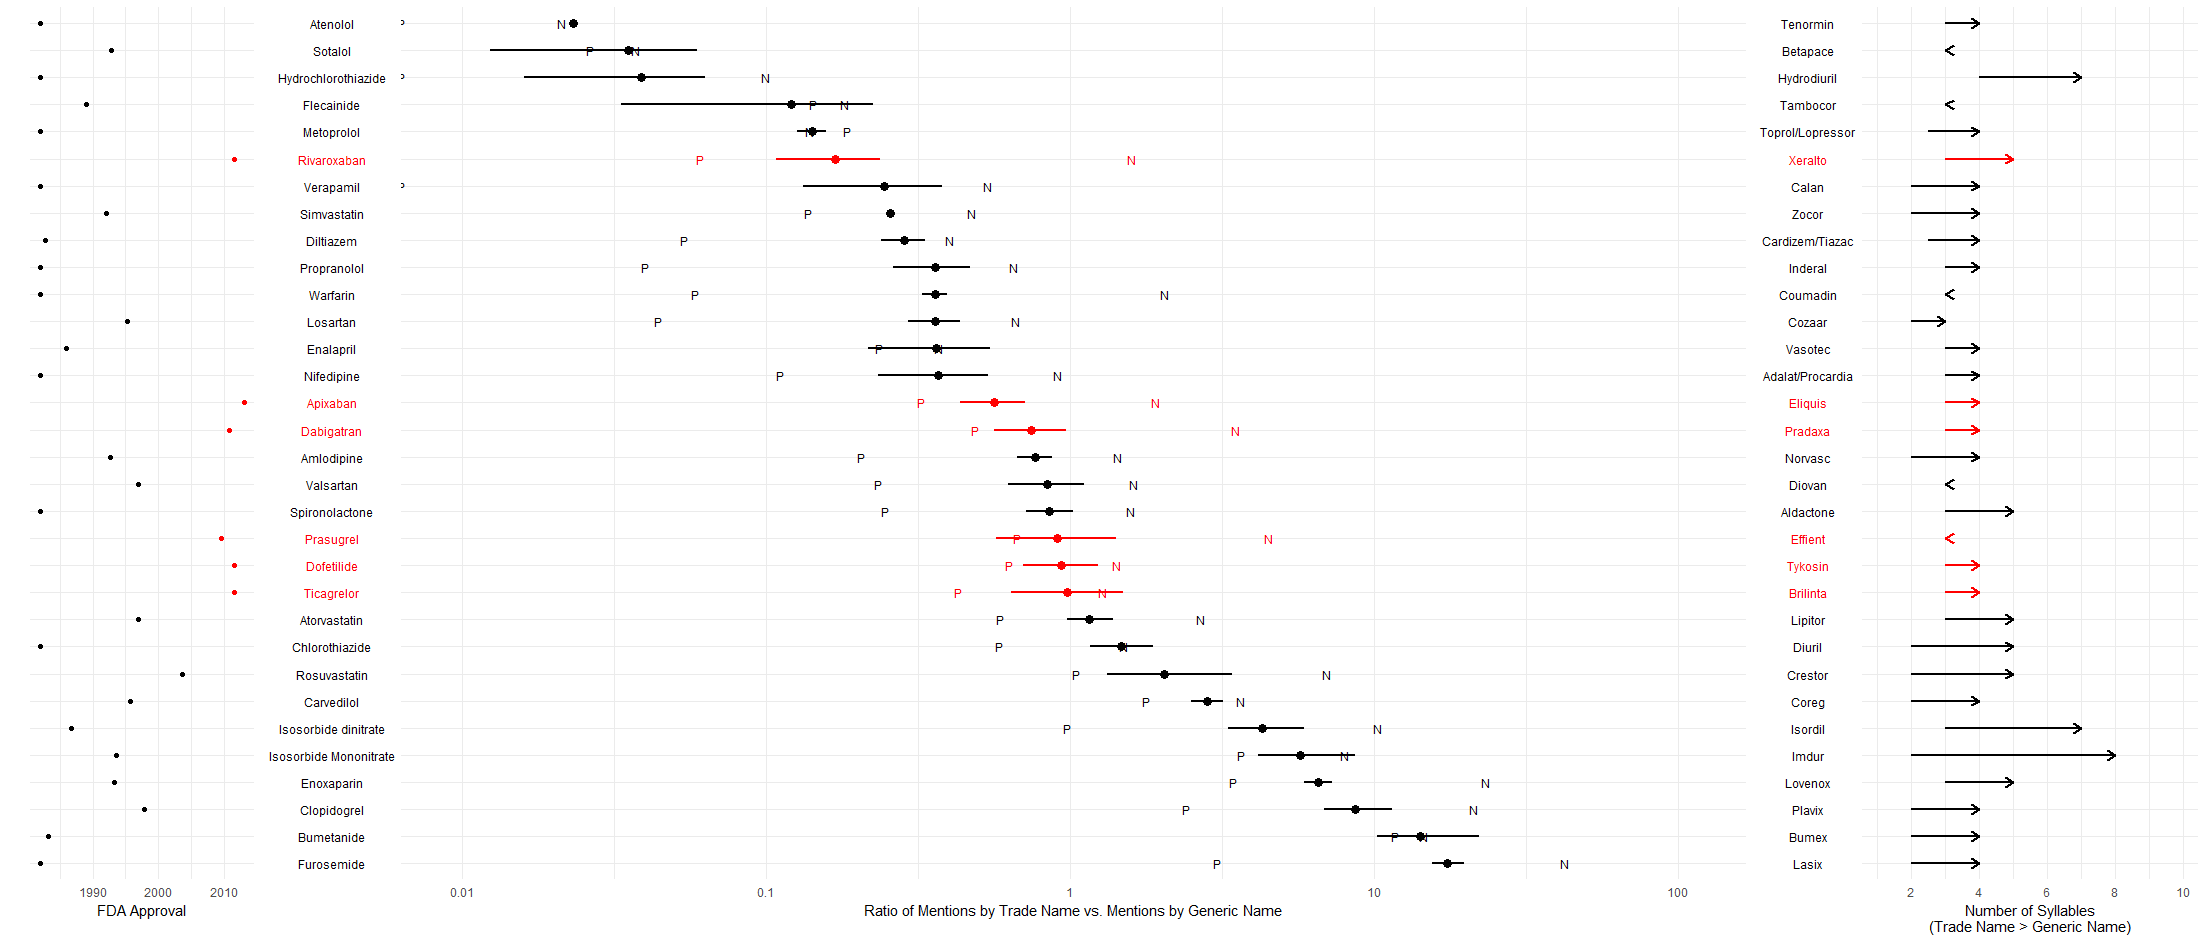 Atenolol P N Tenormin
Sotalol P N Betapace
Hydrochlorothiazide P N Hydrodiuril
Flecainide P N Tambocor
Metoprolol N P Toprol/Lopressor
Rivaroxaban P N Xeralto
Verapamil P N Calan
Simvastatin P N Zocor
Diltiazem P N Cardizem/Tiazac
Propranolol P N Inderal
Warfarin P N Coumadin
Losartan P N Cozaar
Enalapril P N Vasotec
Nifedipine P N Adalat/Procardia
Apixaban P N Eliquis
Dabigatran P N Pradaxa
Amlodipine P N Norvasc
Valsartan P N Diovan
Spironolactone P N Aldactone
Prasugrel P N Effient
Dofetilide P N Tykosin
Ticagrelor P N Brilinta
Atorvastatin P N Lipitor
Chlorothiazide P N Diuril
Rosuvastatin P N Crestor
Carvedilol P N Coreg
Isosorbide dinitrate P N Isordil
Isosorbide Mononitrate P N Imdur
Enoxaparin P N Lovenox
Clopidogrel P N Plavix
Bumetanide P N Bumex
Furosemide P N Lasix
1990 2000 2010 0.01 0.1 1 10 100 2 4 6 8 10
FDA Approval Ratio of Mentions by Trade Name vs. Mentions by Generic Name Number of Syllables
(Trade Name > Generic Name)